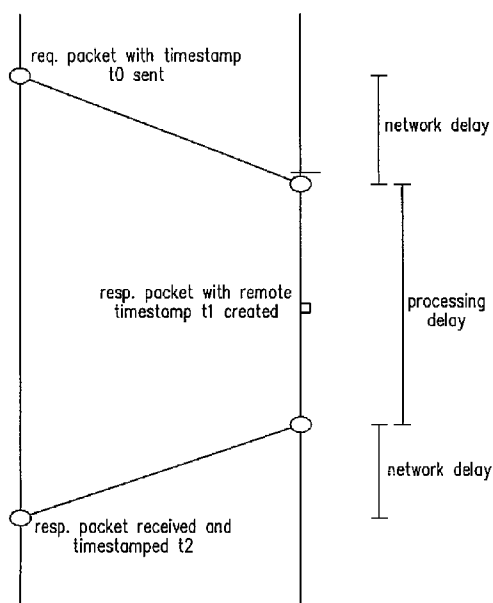 req. packet with timestamp
t0 sent
network delay
resp. packet with remote
timestamp t1 created
processing
delay
network delay
resp. packet received and
timestamped t2